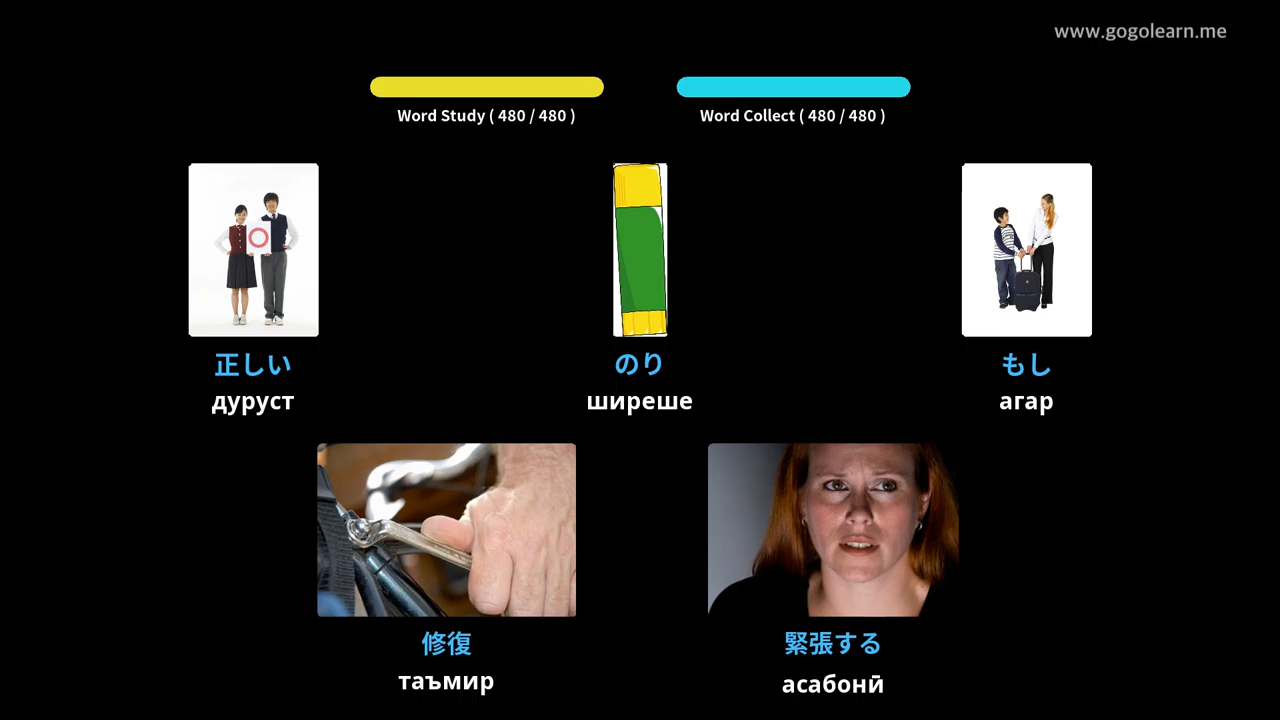 www.gogolearn.me
Word Study ( 480 / 480 )
Word Collect ( 480 / 480 )
正しい
のり
もし
дуруст
ширеше
агар
修復
緊張する
таъмир
асабонӣ